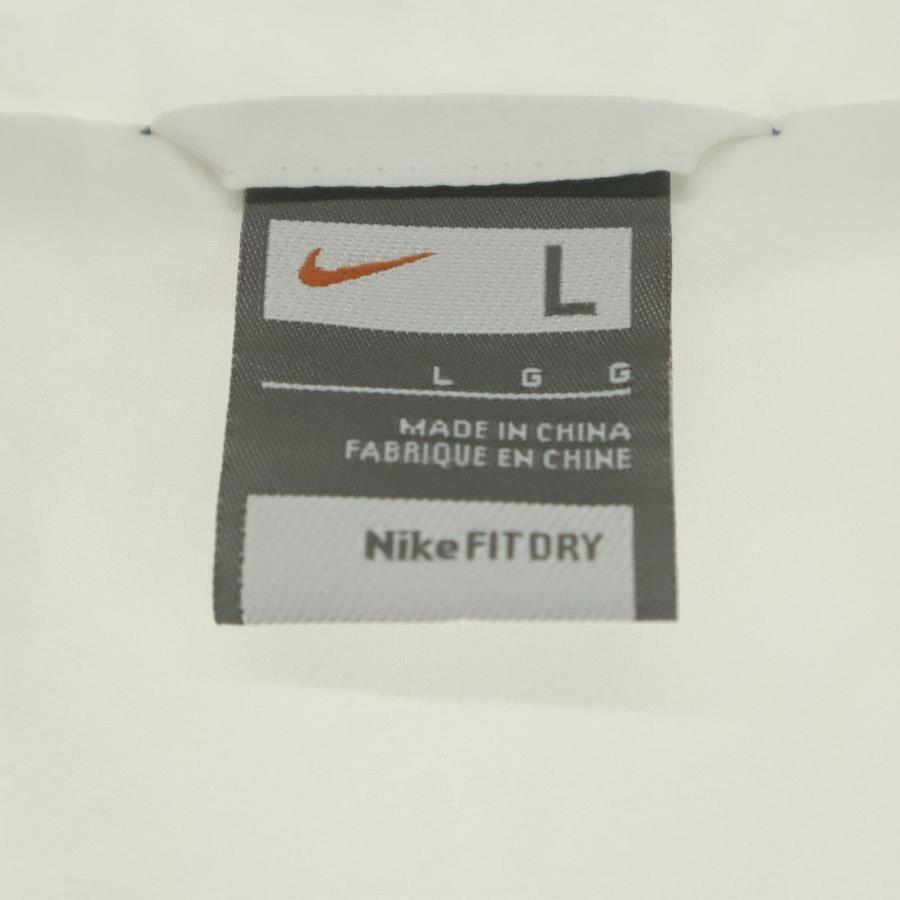 L
L G G
MADE IN CHINA
FABRIQUE EN CHINE
Nike FIT DRY